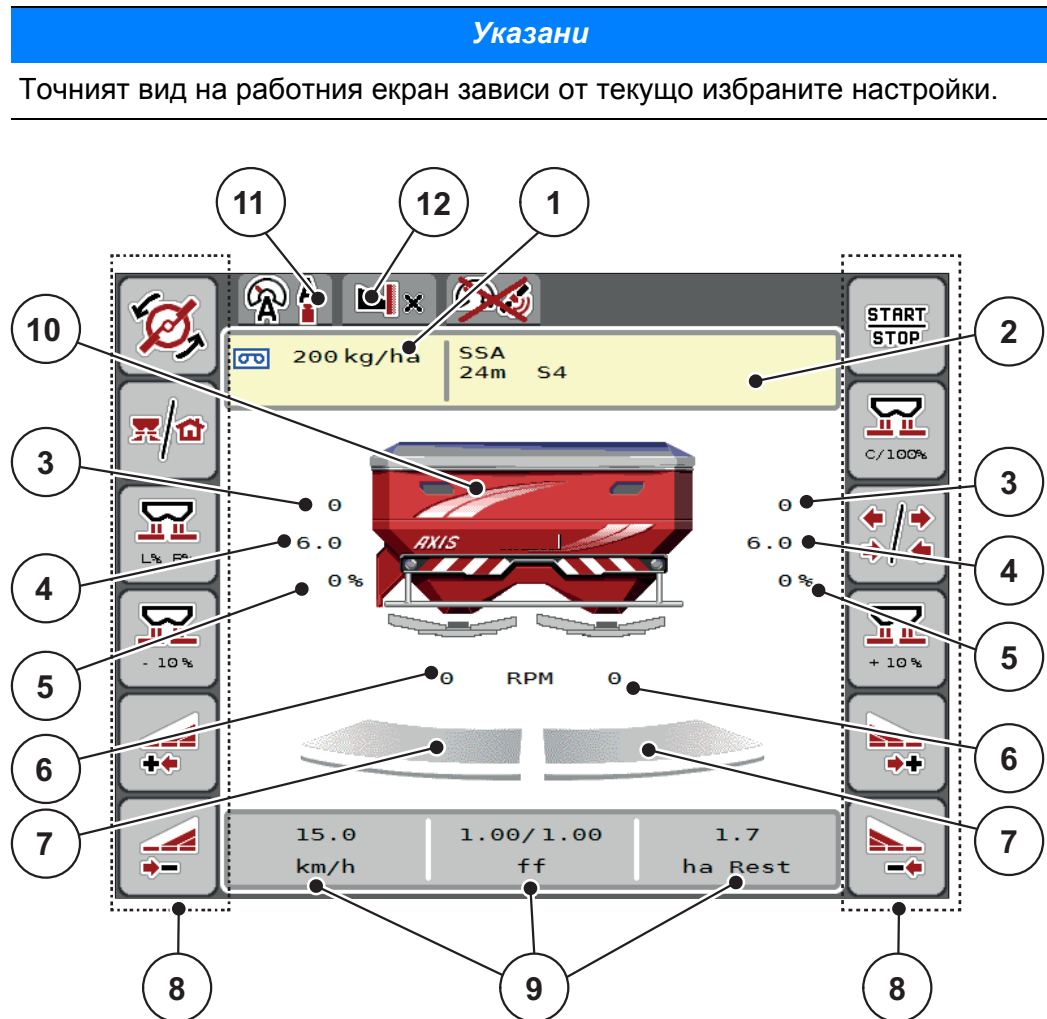 Указани
Точният вид на работния екран зависи от текущо избраните настройки.
11 12 1
A
10
200 kg/ha
SSA
24m S4
START
STOP
2
C/100%
3
0
0
3
4
6.0
AXIS
6.0
4
L% R%
0%
0%
5
- 10%
+ 10%
5
0 RPM 0
6
6
7
7
15.0
km/h
1.00/1.00
ff
1.7
ha Rest
8
9
8